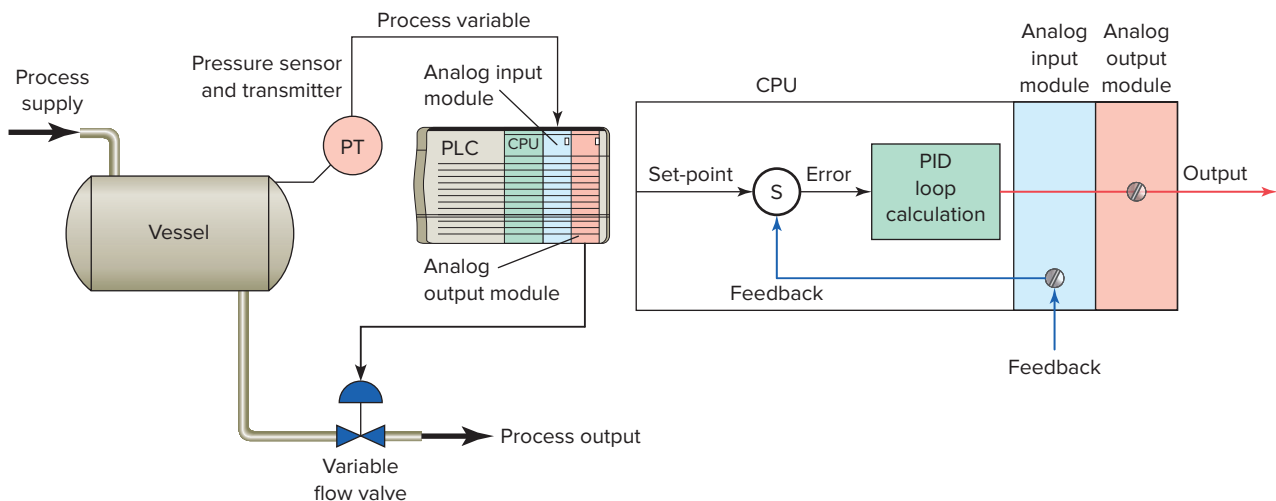 Process variable
Pressure sensor
and transmitter
Analog input
module
Process
supply
PT
PLC
CPU
Vessel
Analog
output module
Variable
flow valve
Process output
CPU
Analog
input
module
Analog
output
module
Set-point
S
Error
PID
loop
calculation
Output
Feedback
Feedback